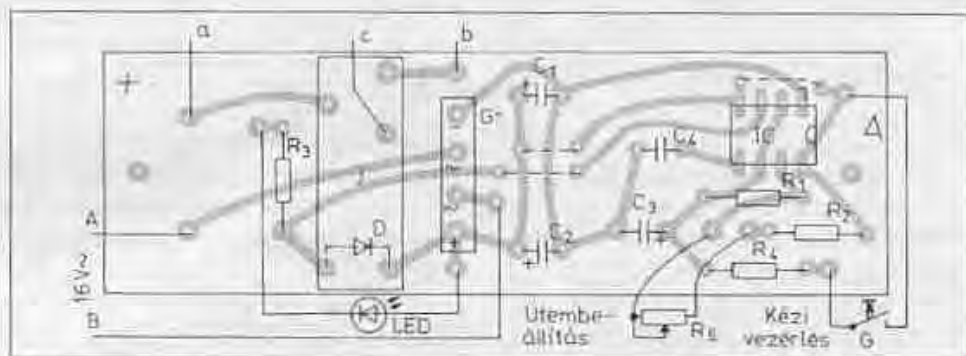 a
c
b
+
C1
G-
R3
J
IC
C4
Δ
R1
C3
R2
A
D
+
+
C2
+
R4
16V~
B
LED
Ütembe-
állítás
R5
Kézi
vezérlés
G